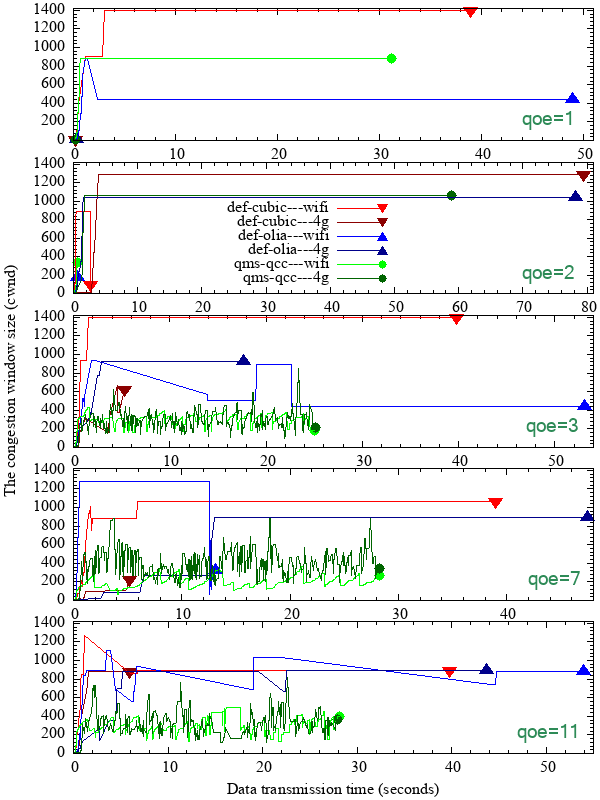 1400
1200
1000
800
600
400
200
0
qoe=1
0 10 20 30 40 50
1400
1200
1000
800
600
400
200
0
def-cubic---wifi
def-cubic---4g
def-olia---wifi
def-olia---4g
qms-qcc---wifi
qms-qcc---4g
qoe=2
0 10 20 30 40 50 60 70 80
The congestion window size (cwnd)
1400
1200
1000
800
600
400
200
0
qoe=3
0 10 20 30 40 50
1400
1200
1000
800
600
400
200
0
qoe=7
0 10 20 30 40
1400
1200
1000
800
600
400
200
0
qoe=11
0 10 20 30 40 50
Data transmission time (seconds)